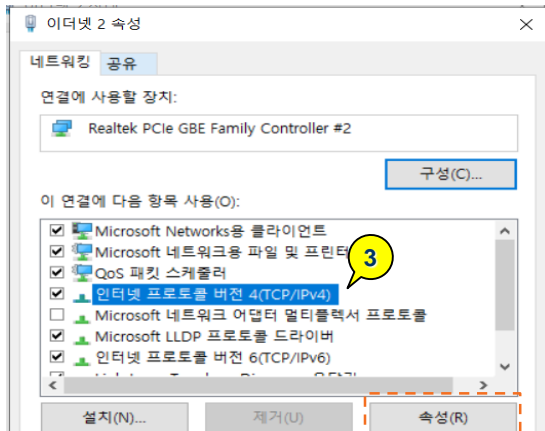 이더넷 2 속성
네트워킹 공유
연결에 사용할 장치:
Realtek PCIe GBE Family Controller #2
구성(C)...
이 연결에 다음 항목 사용(O):
Microsoft Networks용 클라이언트
Microsoft 네트워크용 파일 및 프린터
3
QoS 패킷 스케줄러
인터넷 프로토콜 버전 4(TCP/IPv4)
Microsoft 네트워크 어댑터 멀티플렉서 프로토콜
Microsoft LLDP 프로토콜 드라이버
인터넷 프로토콜 버전 6(TCP/IPv6)
설치(N)... 제거(U) 속성(R)